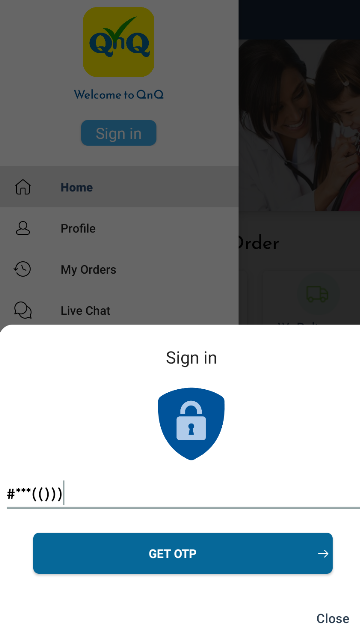 QnQ
Welcome to QnQ
Sign in
Home
Profile
My Orders
Live Chat
Order
Sign in
#***(()))
GET OTP
Close